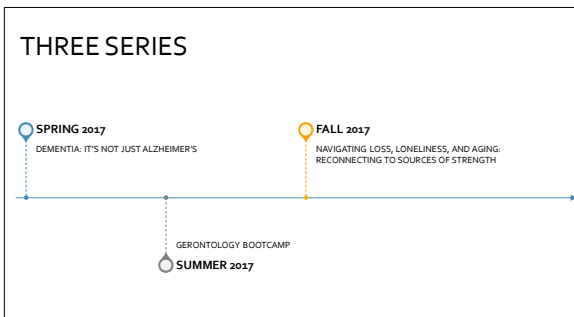 THREE SERIES
SPRING 2017
DEMENTIA: IT'S NOT JUST ALZHEIMER'S
FALL 2017
NAVIGATING LOSS, LONELINESS, AND AGING:
RECONNECTING TO SOURCES OF STRENGTH
GERONTOLOGY BOOTCAMP
SUMMER 2017